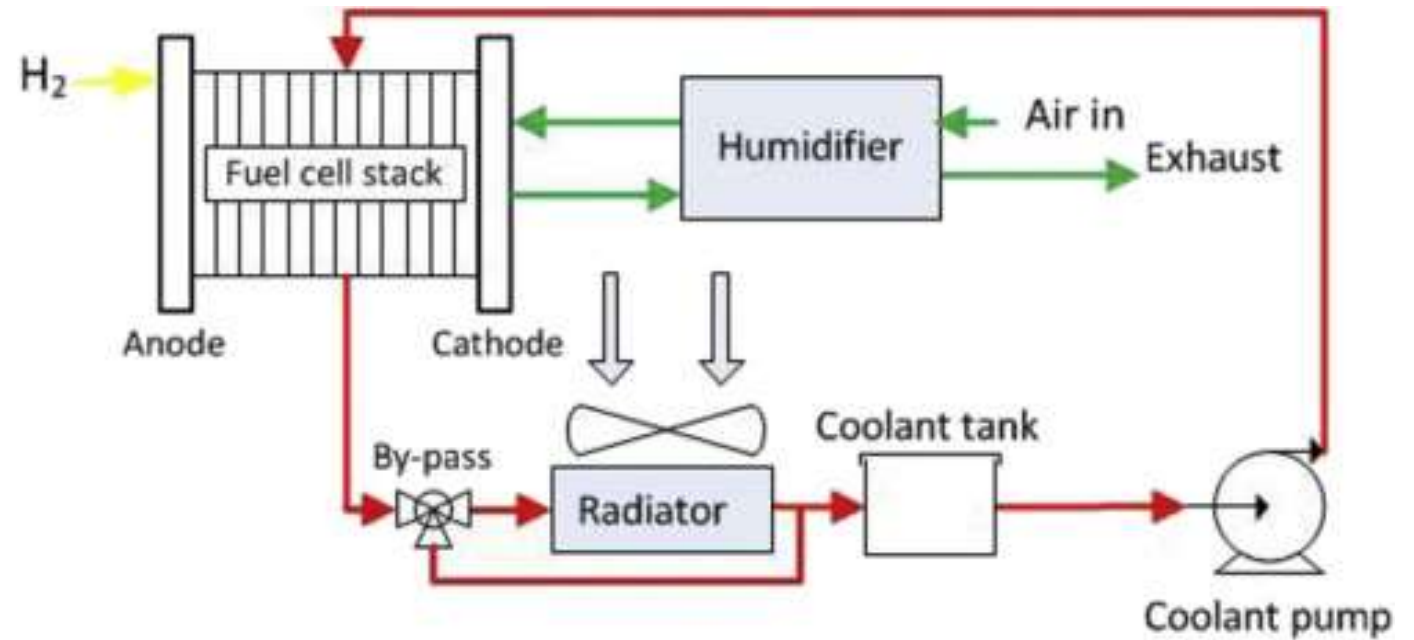 H₂
Air in
Humidifier
Exhaust
Fuel cell stack
Anode
Cathode
Coolant tank
By-pass
Radiator
Coolant pump